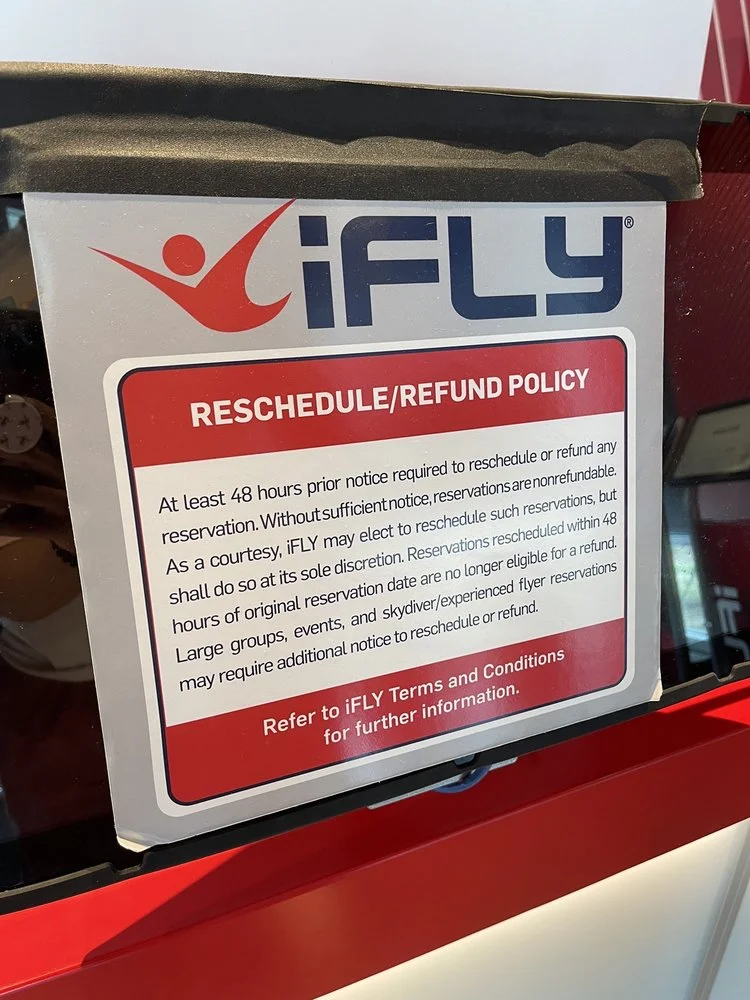 iFLY®
RESCHEDULE/REFUND POLICY
At least 48 hours prior notice required to reschedule or refund any
reservation. Without sufficient notice, reservations are nonrefundable.
As a courtesy, iFLY may elect to reschedule such reservations, but
shall do so at its sole discretion. Reservations rescheduled within 48
hours of original reservation date are no longer eligible for a refund.
Large groups, events, and skydiver/experienced flyer reservations
may require additional notice to reschedule or refund.
Refer to iFLY Terms and Conditions
for further information.